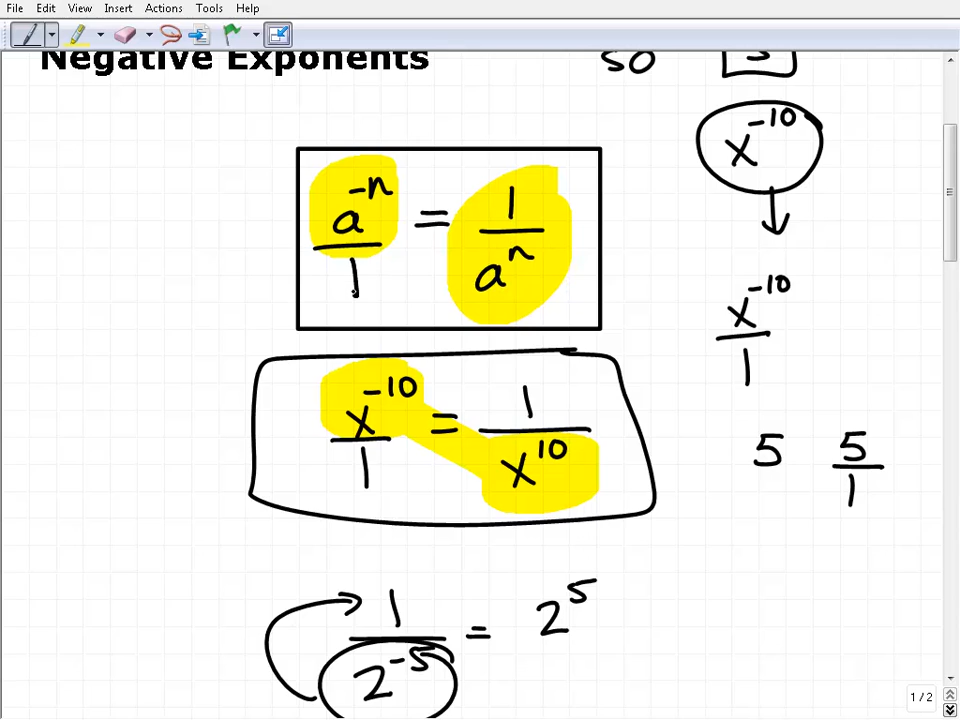 File Edit View Insert Actions Tools Help
Negative Exponents
50
x^-10
a^-n/1 = 1/a^n
x^-10/1
x^-10/1 = 1/x^10
5 5/1
1/2^-5 = 2^5
1/2